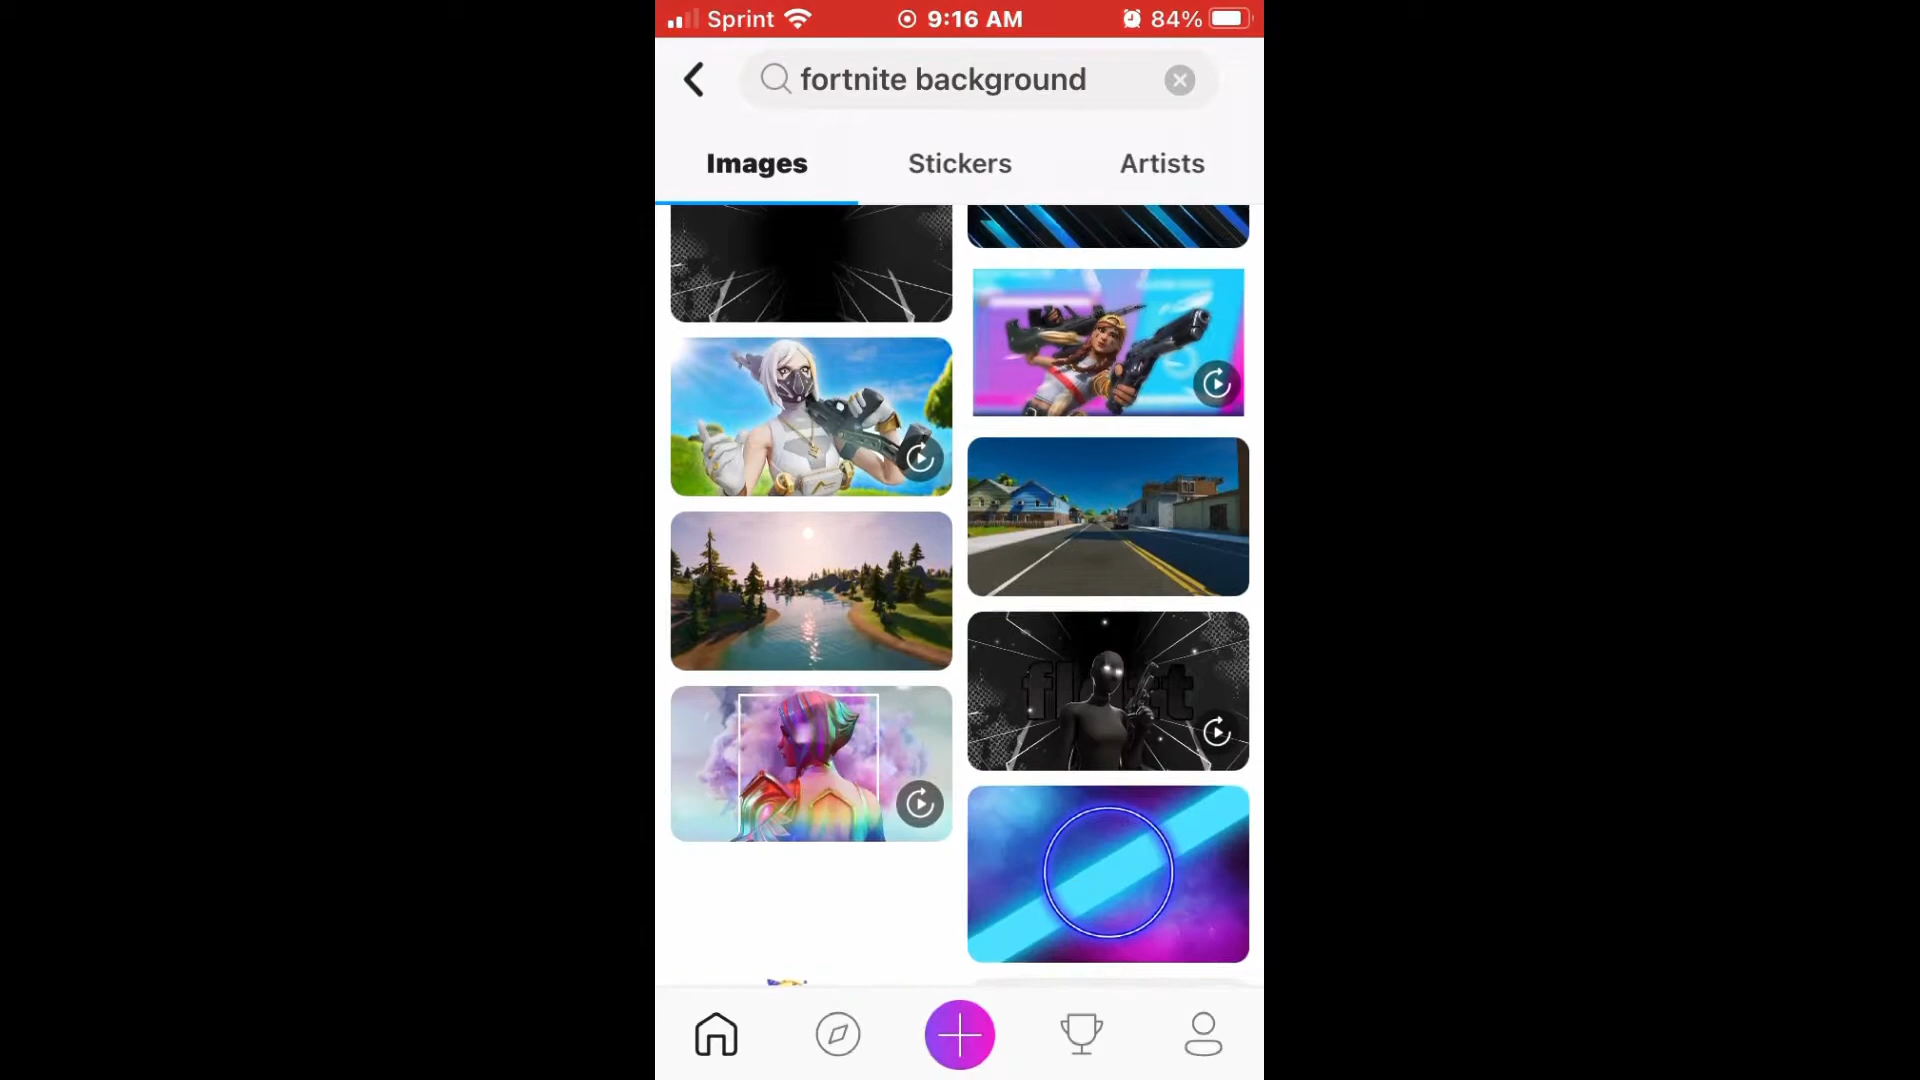 Sprint 9:16 AM 84%
fortnite background
Images Stickers Artists